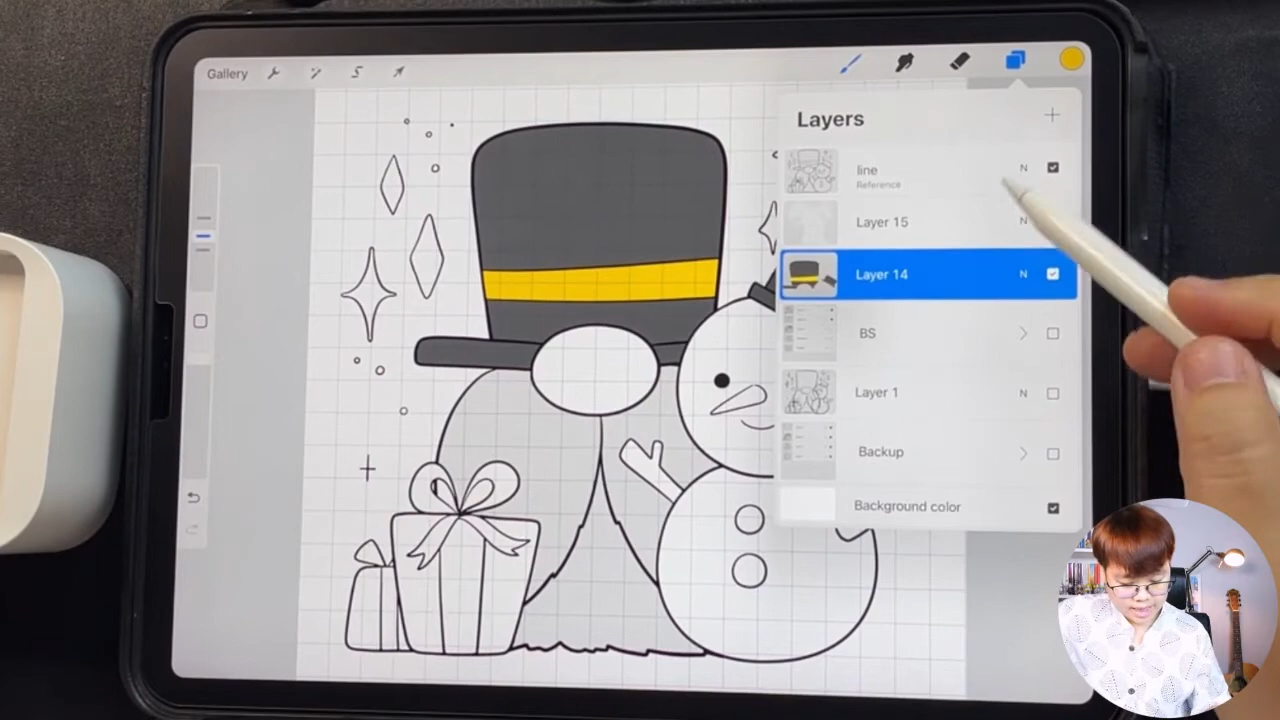 Gallery
Layers
line
N
Reference
Layer 15
N
Layer 14
N
BS
Layer 1
N
Backup
Background color